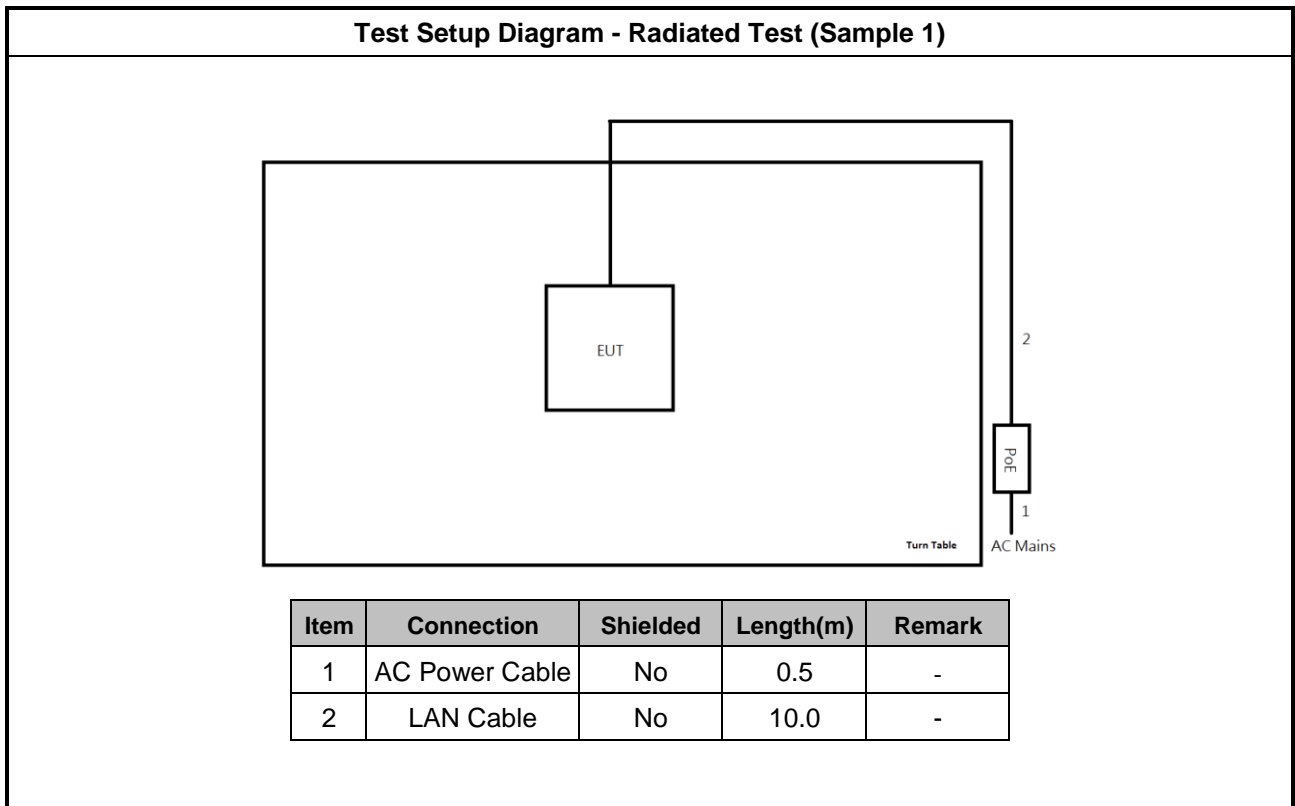 Test Setup Diagram - Radiated Test (Sample 1)
EUT
2
PoE
1
Turn Table
AC Mains
Item Connection Shielded Length(m) Remark
1 AC Power Cable No 0.5 -
2 LAN Cable No 10.0 -